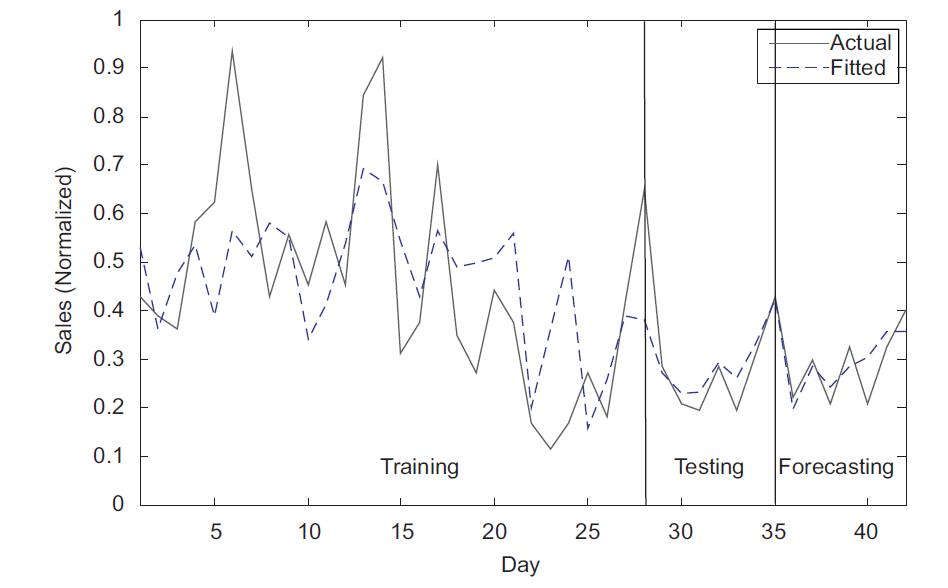 1
0.9
0.8
0.7
0.6
0.5
0.4
0.3
0.2
0.1
0
Sales (Normalized)
Actual
Fitted
Training
Testing
Forecasting
5 10 15 20 25 30 35 40
Day